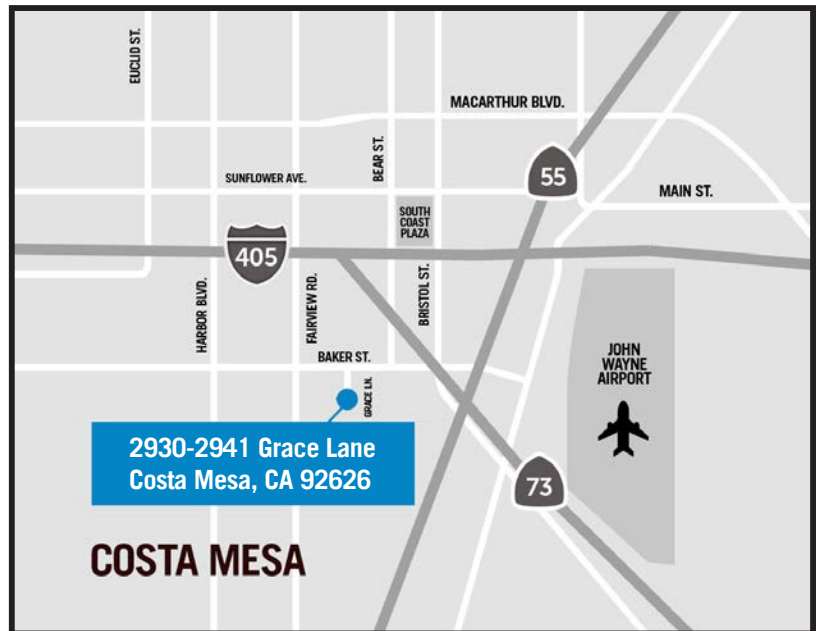 EUCLID ST.
MACARTHUR BLVD.
BEAR ST.
SUNFLOWER AVE.
55
MAIN ST.
SOUTH
COAST
PLAZA
405
HARBOR BLVD.
FAIRVIEW RD.
BRISTOL ST.
BAKER ST.
JOHN
WAYNE
AIRPORT
GRACE LN.
2930-2941 Grace Lane
Costa Mesa, CA 92626
73
COSTA MESA